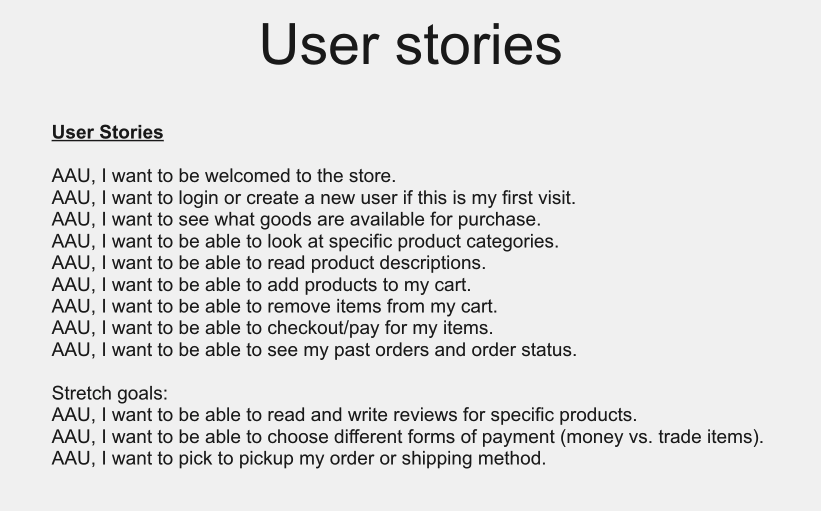 User stories
User Stories
AAU, I want to be welcomed to the store.
AAU, I want to login or create a new user if this is my first visit.
AAU, I want to see what goods are available for purchase.
AAU, I want to be able to look at specific product categories.
AAU, I want to be able to read product descriptions.
AAU, I want to be able to add products to my cart.
AAU, I want to be able to remove items from my cart.
AAU, I want to be able to checkout/pay for my items.
AAU, I want to be able to see my past orders and order status.
Stretch goals:
AAU, I want to be able to read and write reviews for specific products.
AAU, I want to be able to choose different forms of payment (money vs. trade items).
AAU, I want to pick to pickup my order or shipping method.